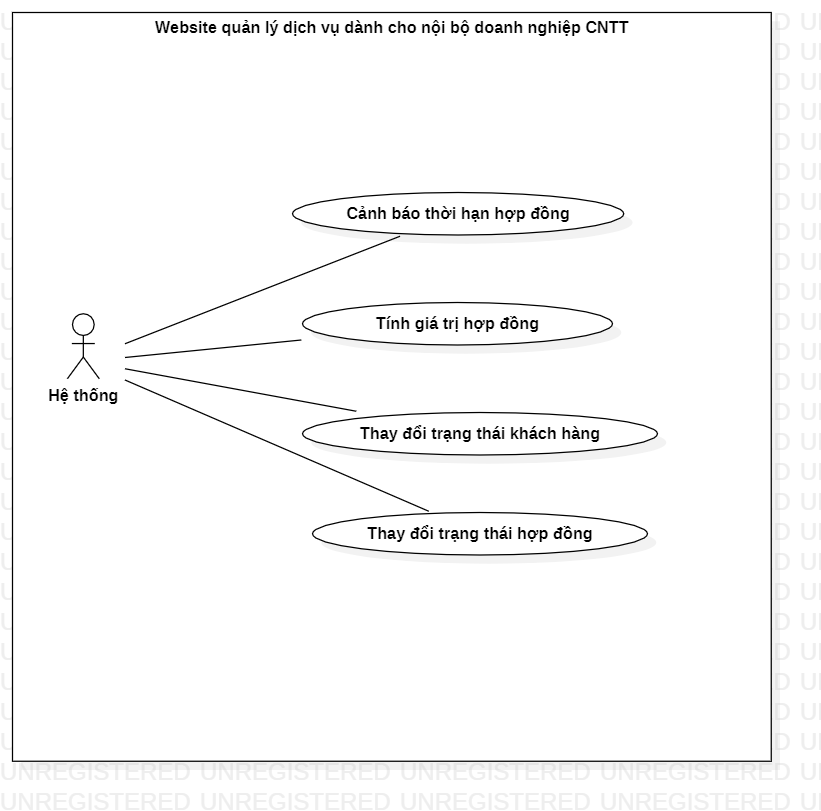 Website quản lý dịch vụ dành cho nội bộ doanh nghiệp CNTT
Cảnh báo thời hạn hợp đồng
Tính giá trị hợp đồng
Hệ thống
Thay đổi trạng thái khách hàng
Thay đổi trạng thái hợp đồng
UNREGISTERED UNREGISTERED UNREGISTERED UNREGISTERED UN
UNREGISTERED UNREGISTERED UNREGISTERED UNREGISTERED UN